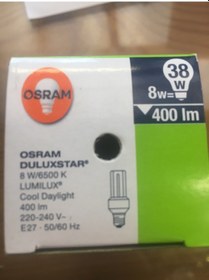 OSRAM
8W=
38
W
400 lm
OSRAM
DULUXSTAR®
8 W/6500 K
LUMILUX®
Cool Daylight
400 lm
220-240 V~
E27 · 50/60 Hz